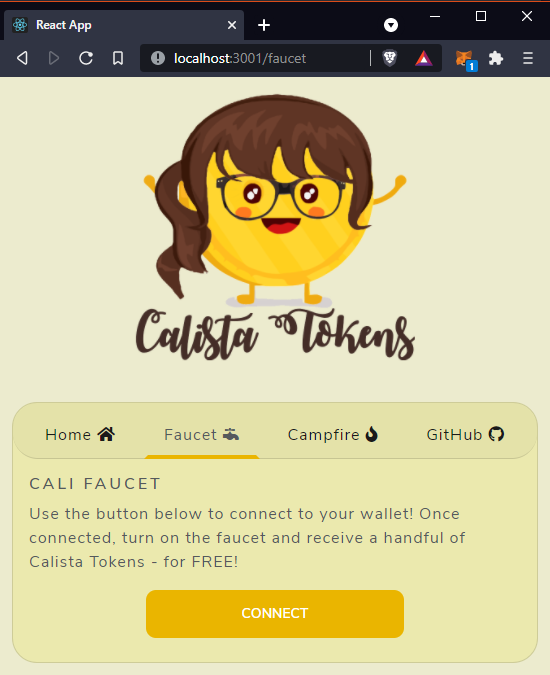 React App
localhost:3001/faucet
1
Calista Tokens
Home Faucet Campfire GitHub
CALI FAUCET
Use the button below to connect to your wallet! Once
connected, turn on the faucet and receive a handful of
Calista Tokens - for FREE!
CONNECT